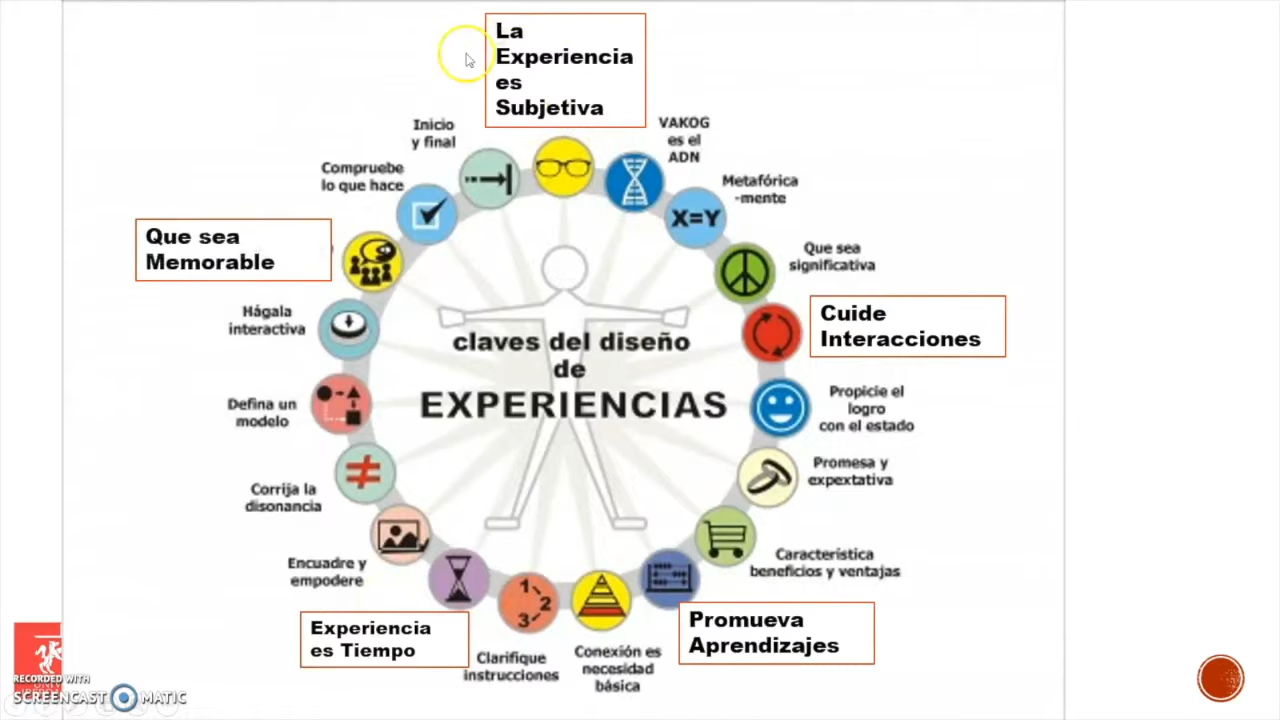 La
Experiencia
es
Subjetiva
VAKOG
es el
ADN
Metafórica
-mente
X=Y
Que sea
significativa
Cuide
Interacciones
Propicie el
logro
con el estado
Promesa y
expextativa
Característica
beneficios y ventajas
Promueva
Aprendizajes
Conexión es
necesidad
básica
1
2
3
Clarifique
instrucciones
Experiencia
es Tiempo
Encuadre y
empodere
Corrija la
disonancia
Defina un
modelo
Hágala
interactiva
Que sea
Memorable
Compruebe
lo que hace
Inicio
y final
claves del diseño
de
EXPERIENCIAS
RECORDED WITH
SCREENCAST MATIC